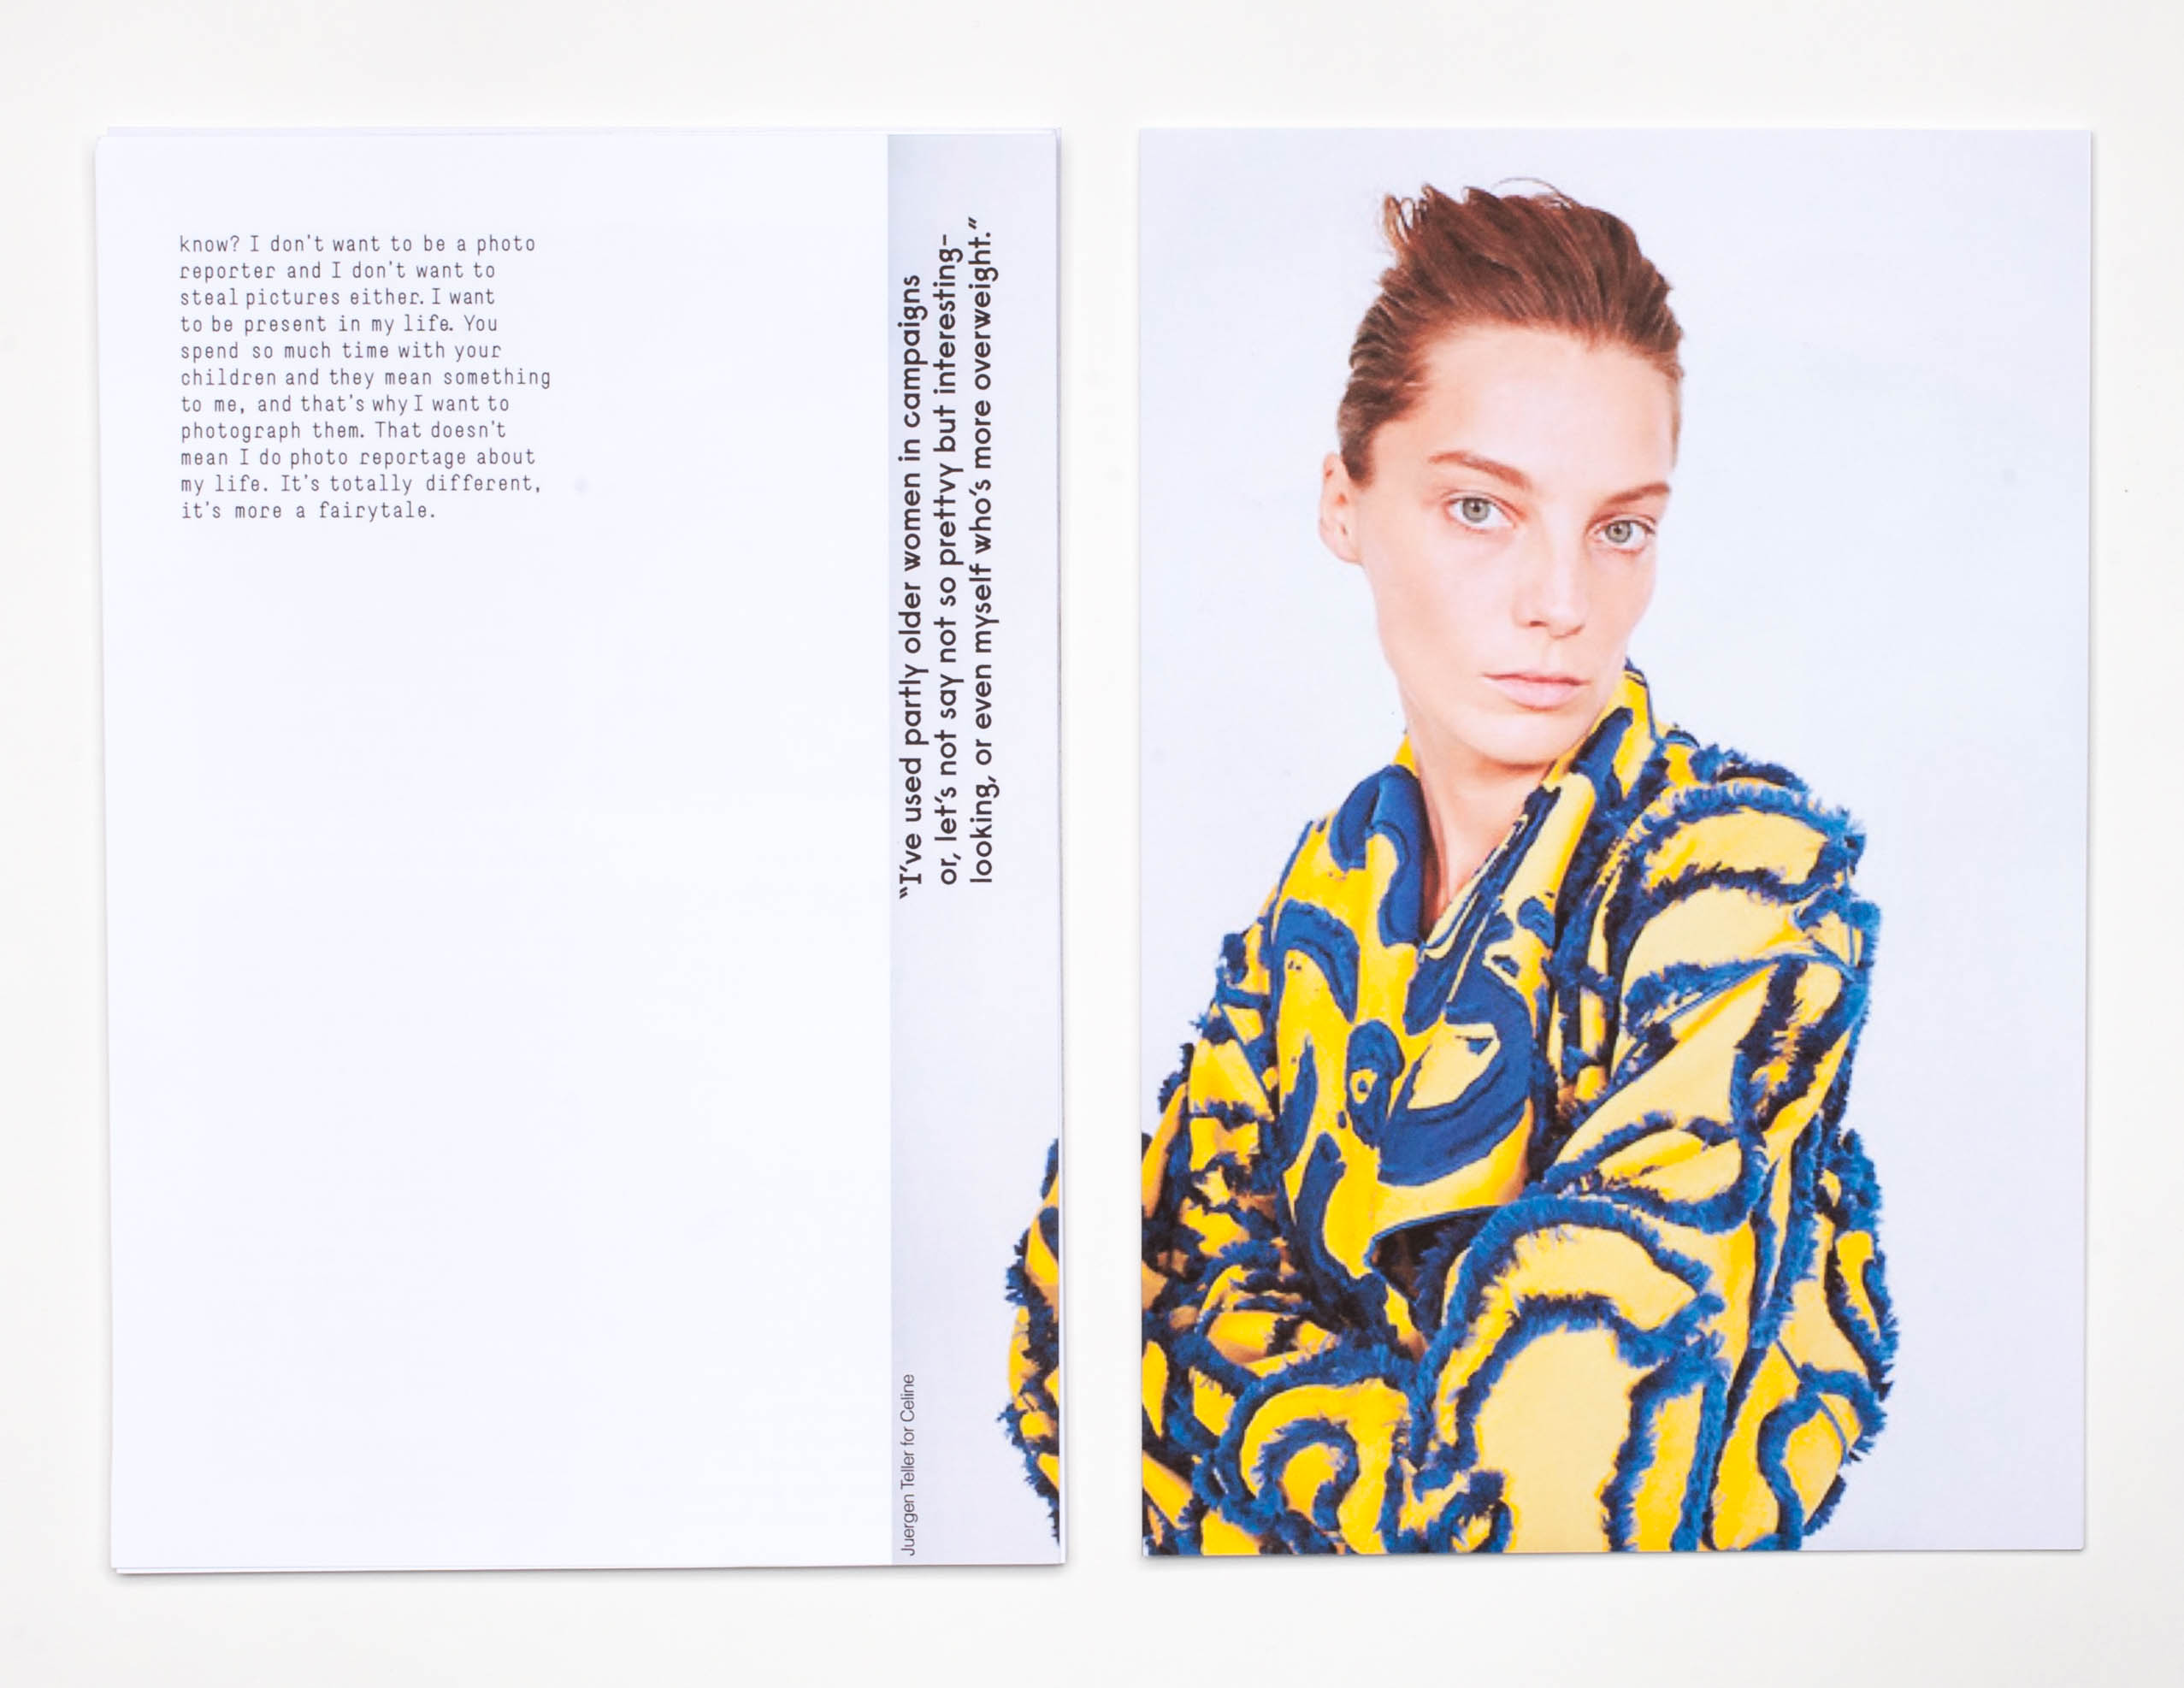 know? I don't want to be a photo
reporter and I don't want to
steal pictures either. I want
to be present in my life. You
spend so much time with your
children and they mean something
to me, and that's why I want to
photograph them. That doesn't
mean I do photo reportage about
my life. It's totally different,
it's more a fairytale.
"I've used partly older women in campaigns
or, let's not say not so prettvy but interesting-
looking, or even myself who's more overweight."
Juergen Teller for Celine